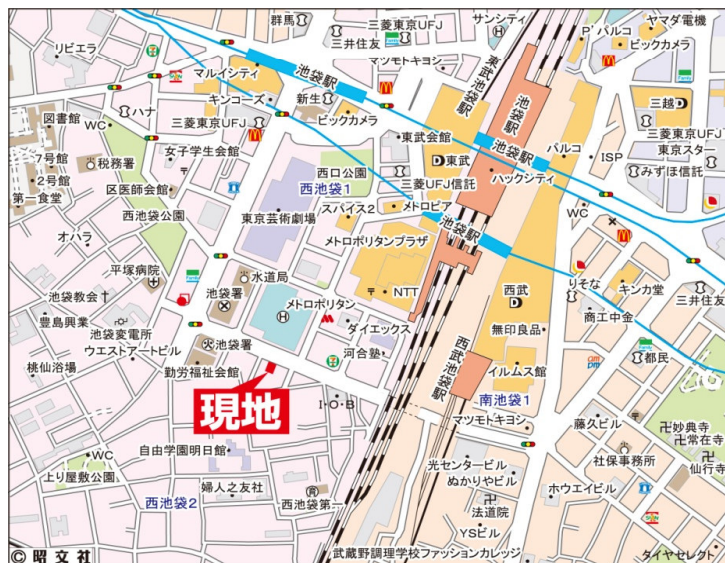 群馬
三菱東京UFJ
サンシティ
P'パルコ
ヤマダ電機
リビエラ
三井住友
ビックカメラ
マルイシティ
池袋駅
マツモトキヨシ
東武池袋駅
池袋駅
三越
キンコーズ
新生
図書館
WC
ハナ
三菱東京UFJ
ビックカメラ
東武会館
池袋駅
パルコ
三菱東京UFJ
東京スター
7号館
2号館
第一食堂
税務署
女子学生会館
西口公園
東武
三菱UFJ信託
ハックシティ
ISP
みずほ信託
区医師会館
西池袋1
西池袋公園
東京芸術劇場
スパイス2
メトロピア
池袋駅
WC
オハラ
メトロポリタンプラザ
平塚病院
水道局
NTT
西武
りそな
キンカ堂
池袋教会
池袋署
メトロポリタン
商工中金
三井住友
豊島興業
池袋変電所
ダイエックス
無印良品
ウエストアートビル
池袋署
河合塾
西武池袋駅
am
pm
都民
桃仙浴場
勤労福祉会館
イルムス館
現地
I・O・B
南池袋1
マツモトキヨシ
藤久ビル
妙典寺
常在寺
仙行寺
WC
自由学園明日館
社保事務所
上り屋敷公園
光センタービル
ぬかりやビル
婦人之友社
ホウエイビル
西池袋2
西池袋第一
法道院
YSビル
© 昭文社
武蔵野調理学校ファッションカレッジ
ダイヤセレクト